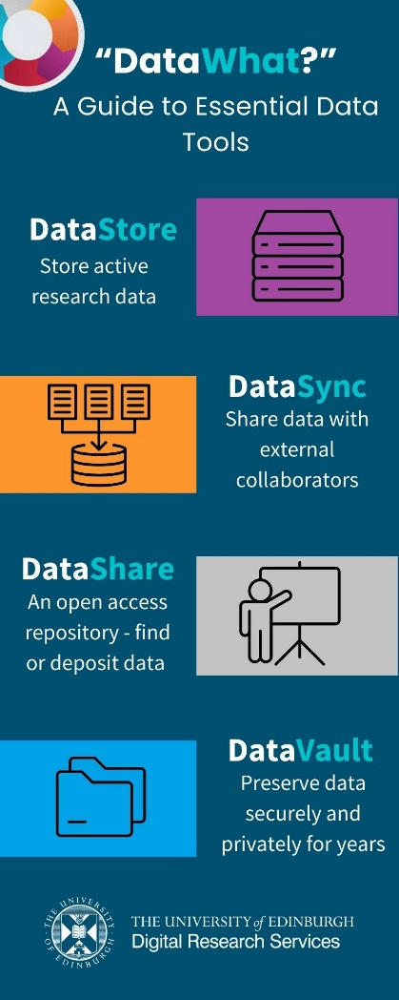 “DataWhat?”
A Guide to Essential Data
Tools
DataStore
Store active
research data
DataSync
Share data with
external
collaborators
DataShare
An open access
repository - find
or deposit data
DataVault
Preserve data
securely and
privately for years
THE UNIVERSITY OF EDINBURGH
THE UNIVERSITY of EDINBURGH
Digital Research Services